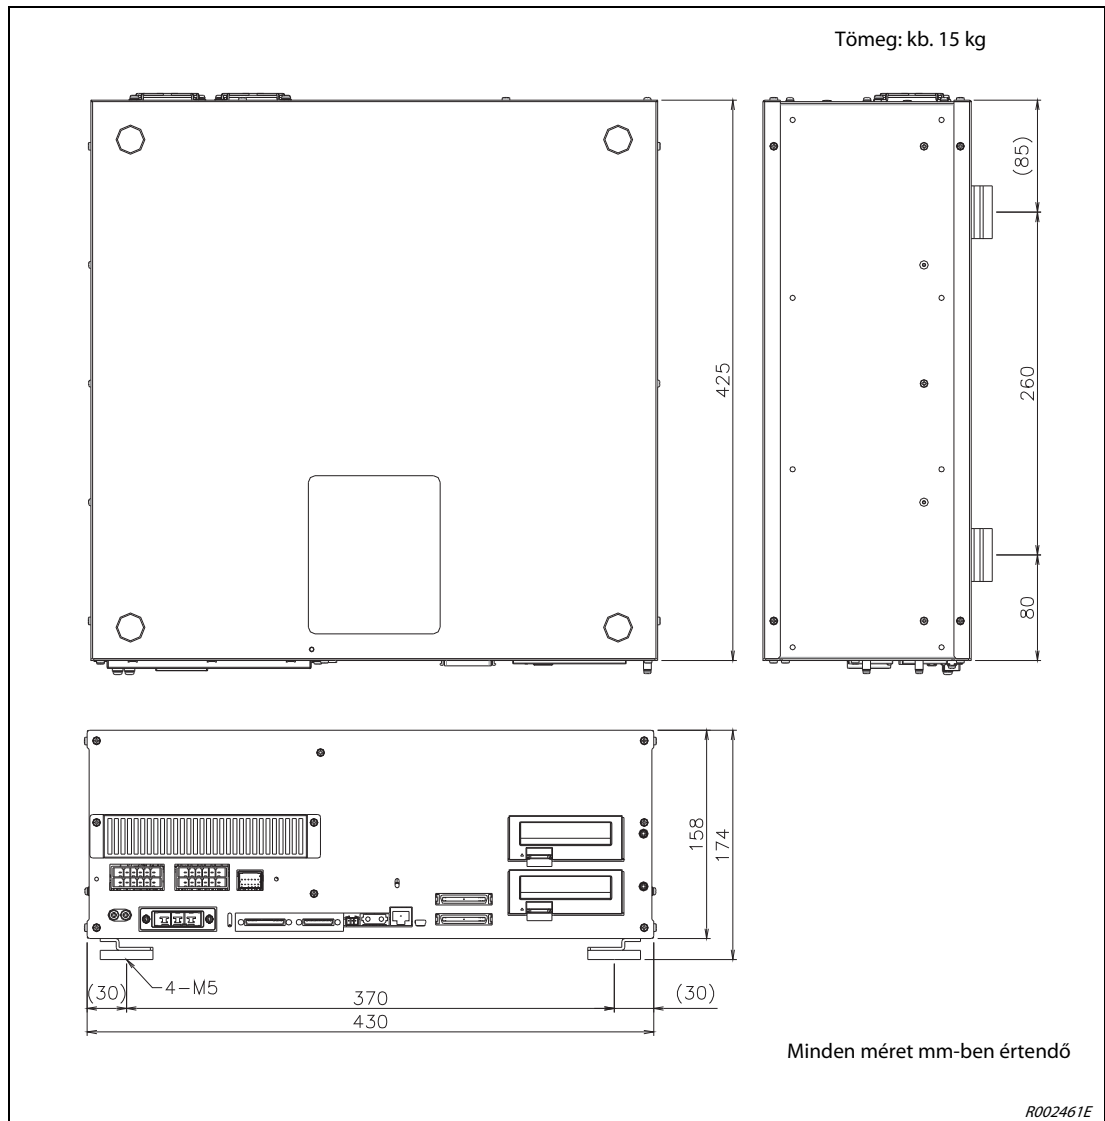 Tömeg: kb. 15 kg
(85)
425
260
80
158
174
4-M5
(30)
370
(30)
430
Minden méret mm-ben értendő
R002461E